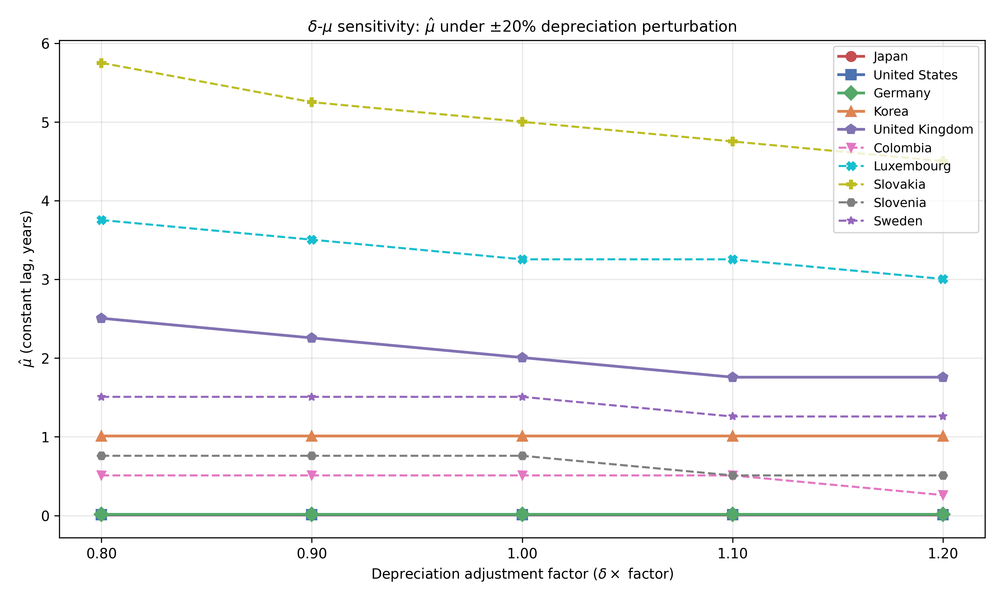 δ-μ sensitivity: μ̂ under ±20% depreciation perturbation
6
5
4
3
2
1
0
μ̂ (constant lag, years)
Japan
United States
Germany
Korea
United Kingdom
Colombia
Luxembourg
Slovakia
Slovenia
Sweden
0.80 0.90 1.00 1.10 1.20
Depreciation adjustment factor (δ × factor)